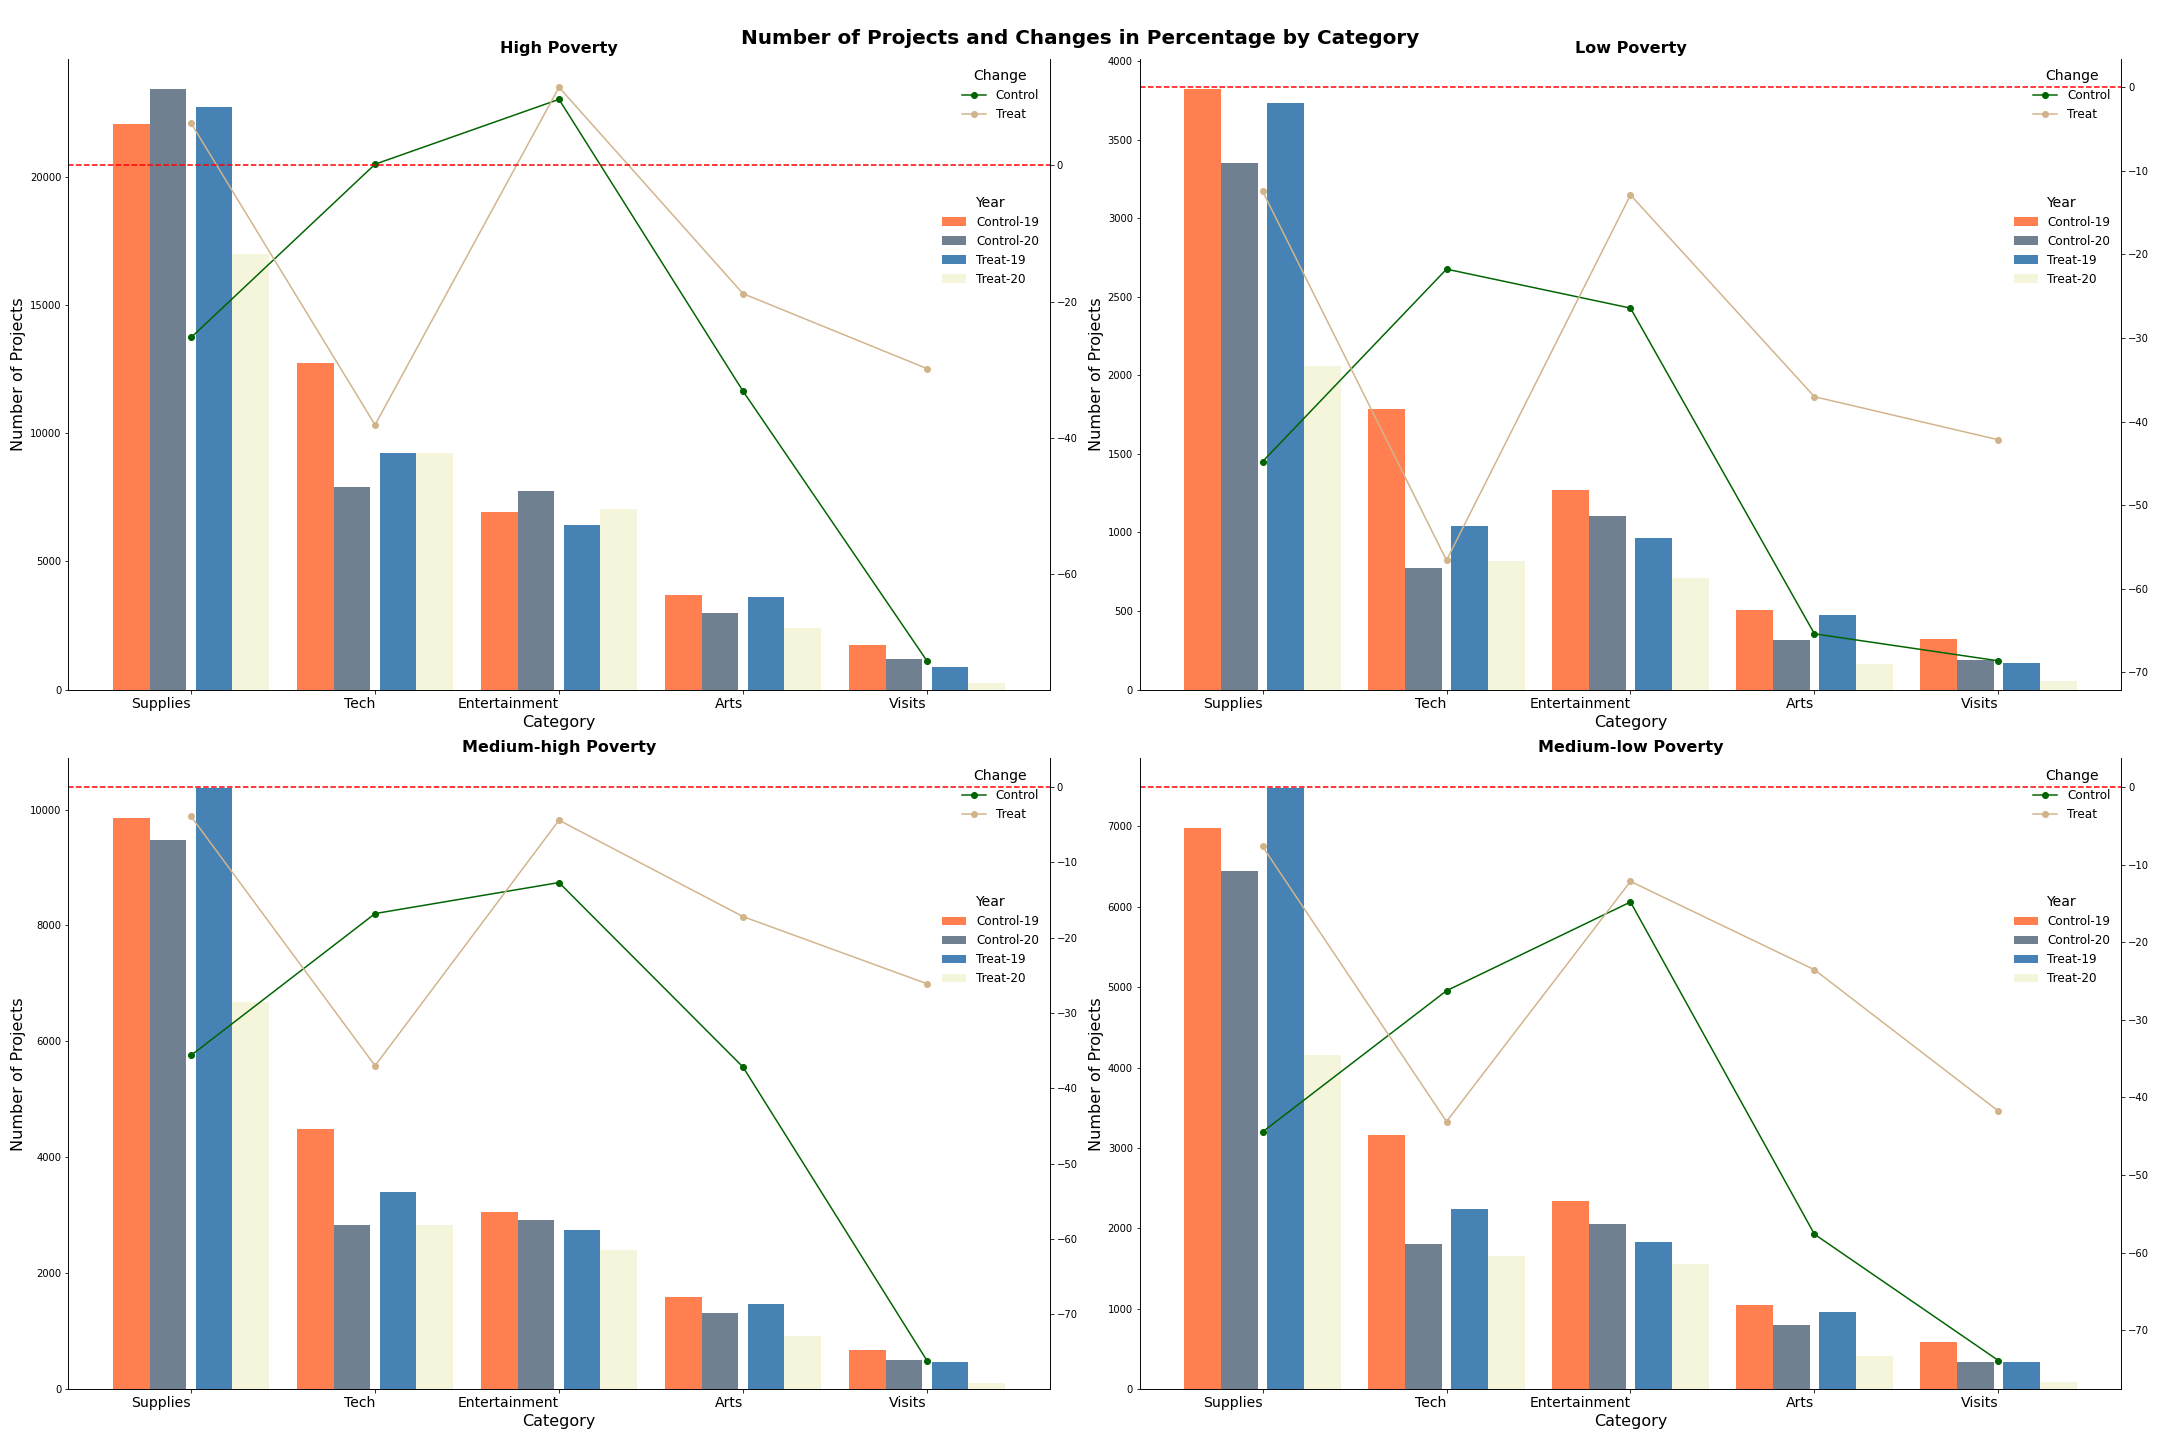 Number of Projects and Changes in Percentage by Category
High Poverty
Number of Projects
20000
15000
10000
5000
0
0
−20
−40
−60
Change
Control
Treat
Year
Control-19
Control-20
Treat-19
Treat-20
Supplies Tech Entertainment Arts Visits
Category
Low Poverty
Number of Projects
4000
3500
3000
2500
2000
1500
1000
500
0
0
−10
−20
−30
−40
−50
−60
−70
Change
Control
Treat
Year
Control-19
Control-20
Treat-19
Treat-20
Supplies Tech Entertainment Arts Visits
Category
Medium-high Poverty
Number of Projects
10000
8000
6000
4000
2000
0
0
−10
−20
−30
−40
−50
−60
−70
Change
Control
Treat
Year
Control-19
Control-20
Treat-19
Treat-20
Supplies Tech Entertainment Arts Visits
Category
Medium-low Poverty
Number of Projects
7000
6000
5000
4000
3000
2000
1000
0
0
−10
−20
−30
−40
−50
−60
−70
Change
Control
Treat
Year
Control-19
Control-20
Treat-19
Treat-20
Supplies Tech Entertainment Arts Visits
Category